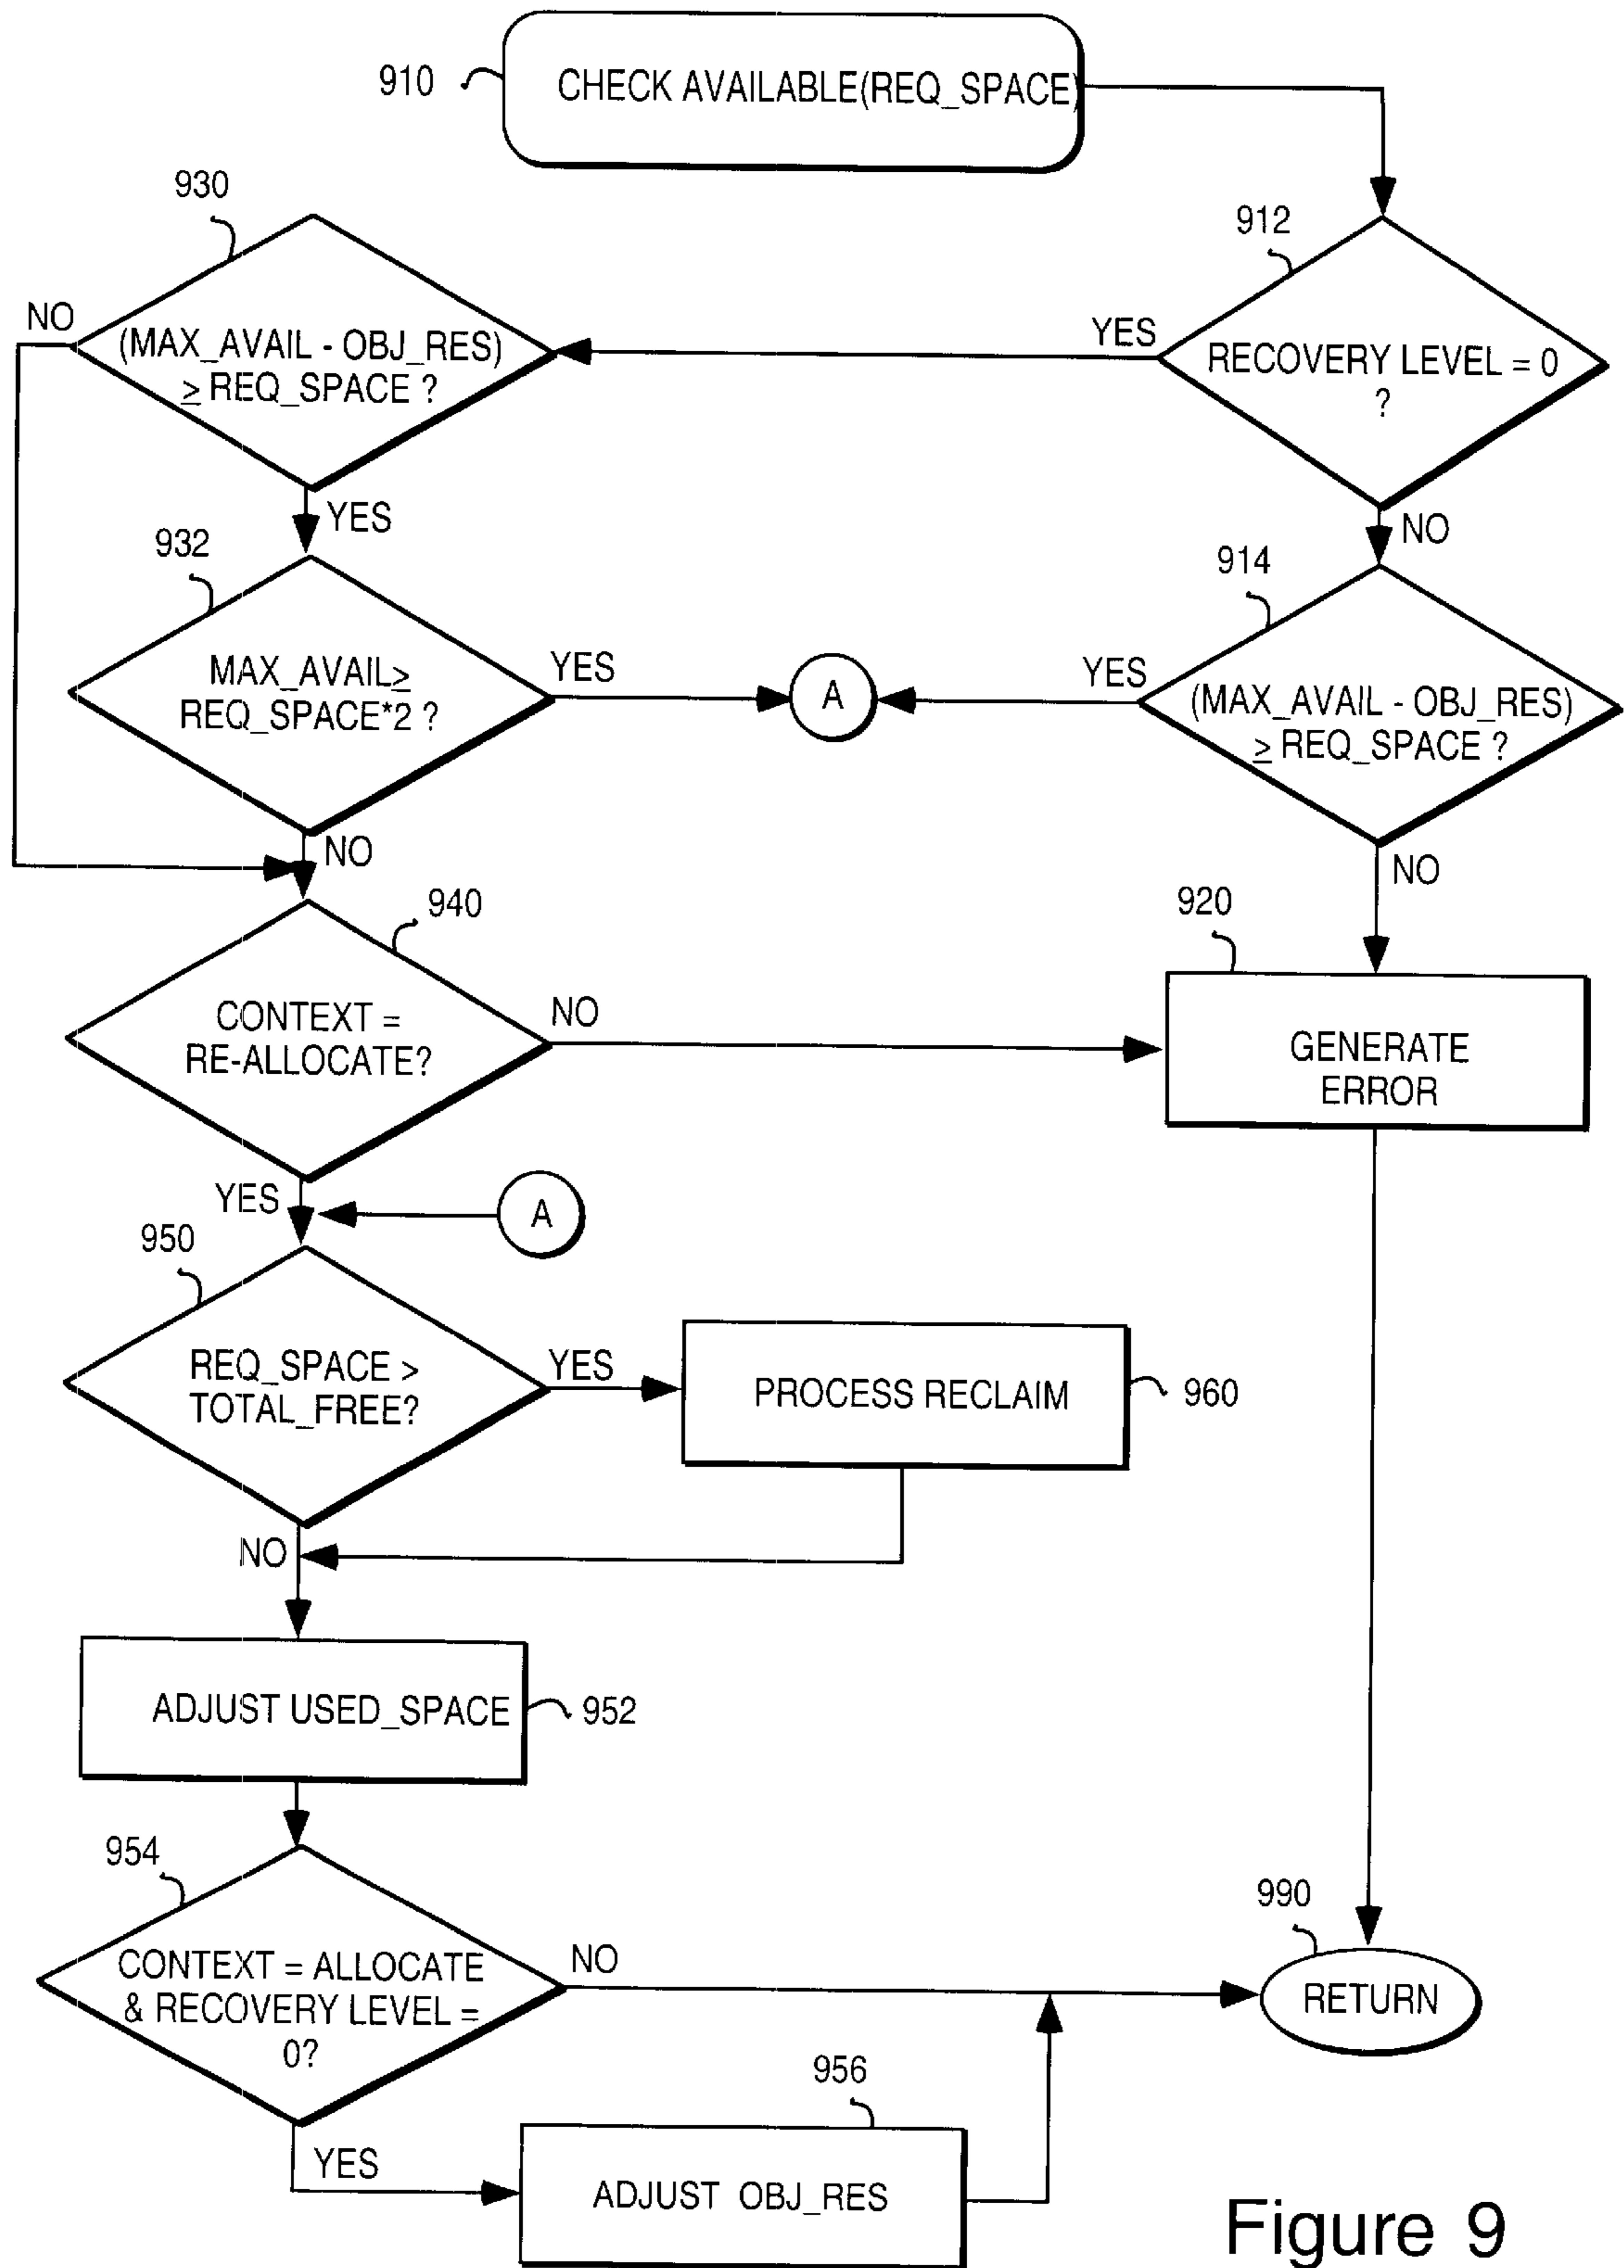 910
CHECK AVAILABLE(REQ_SPACE)
930
912
NO
(MAX_AVAIL - OBJ_RES)
≥ REQ_SPACE ?
YES
RECOVERY LEVEL = 0
?
YES
NO
932
914
MAX_AVAIL≥
REQ_SPACE*2 ?
YES
A
YES
(MAX_AVAIL - OBJ_RES)
≥ REQ_SPACE ?
NO
NO
940
920
CONTEXT =
RE-ALLOCATE?
NO
GENERATE
ERROR
YES
A
950
REQ_SPACE >
TOTAL_FREE?
YES
PROCESS RECLAIM
960
NO
ADJUST USED_SPACE
952
954
990
CONTEXT = ALLOCATE
& RECOVERY LEVEL =
0?
NO
RETURN
956
YES
ADJUST OBJ_RES
Figure 9